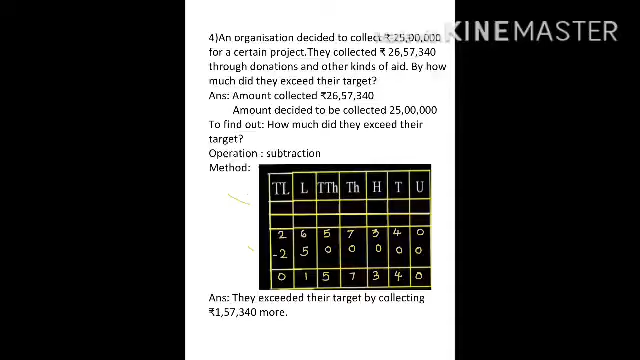 KINEMASTER
4)An organisation decided to collect ₹ 25,00,000
for a certain project.They collected ₹ 26,57,340
through donations and other kinds of aid. By how
much did they exceed their target?
Ans: Amount collected ₹26,57,340
Amount decided to be collected 25,00,000
To find out: How much did they exceed their
target?
Operation : subtraction
Method:
TL L TTh Th H T U
2 6 5 7 3 4 0
-2 5 0 0 0 0 0
0 1 5 7 3 4 0
Ans: They exceeded their target by collecting
₹1,57,340 more.